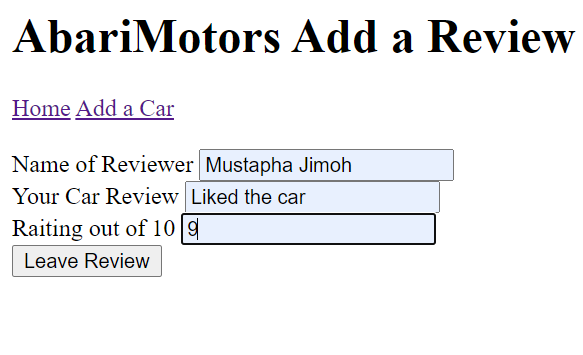 AbariMotors Add a Review
Home Add a Car
Name of Reviewer Mustapha Jimoh
Your Car Review Liked the car
Raiting out of 10 9
Leave Review